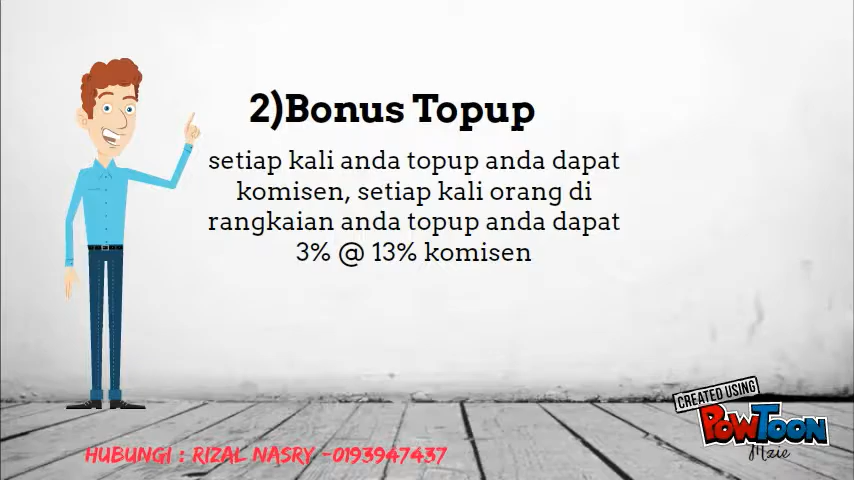 2)Bonus Topup
setiap kali anda topup anda dapat
komisen, setiap kali orang di
rangkaian anda topup anda dapat
3% @ 13% komisen
CREATED USING
POWTOON
Mzie
HUBUNGI : RIZAL NASRY -0193947437